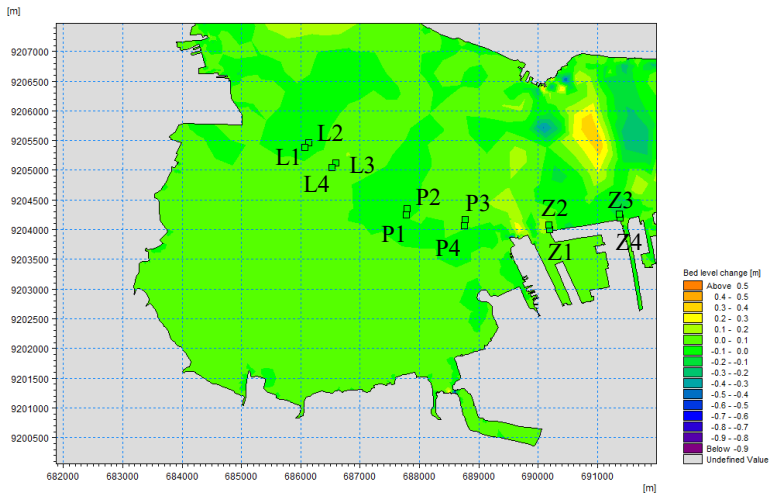 [m]
9207000
9206500
9206000
9205500
9205000
9204500
9204000
9203500
9203000
9202500
9202000
9201500
9201000
9200500
L2
L1
L3
L4
P2
P3
P1
P4
Z2
Z3
Z1
Z4
682000 683000 684000 685000 686000 687000 688000 689000 690000 691000
[m]
Bed level change [m]
Above 0.5
0.4 - 0.5
0.3 - 0.4
0.2 - 0.3
0.1 - 0.2
0.0 - 0.1
-0.1 - 0.0
-0.2 - -0.1
-0.3 - -0.2
-0.4 - -0.3
-0.5 - -0.4
-0.6 - -0.5
-0.7 - -0.6
-0.8 - -0.7
-0.9 - -0.8
Below -0.9
Undefined Value